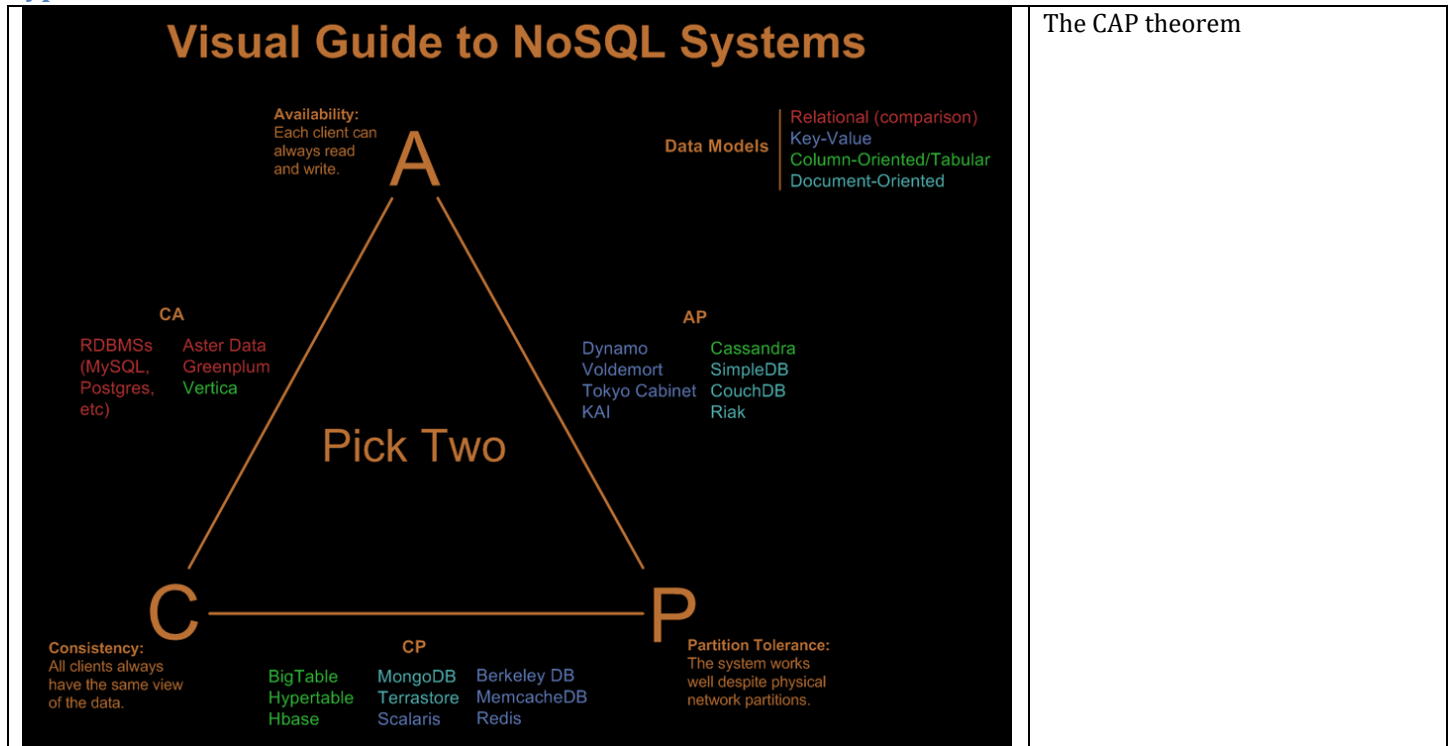 Visual Guide to NoSQL Systems
The CAP theorem
Availability:
Each client can
always read
and write.
A
Data Models
Relational (comparison)
Key-Value
Column-Oriented/Tabular
Document-Oriented
CA
RDBMSs
(MySQL,
Postgres,
etc)
Aster Data
Greenplum
Vertica
AP
Dynamo
Voldemort
Tokyo Cabinet
KAI
Cassandra
SimpleDB
CouchDB
Riak
Pick Two
C
P
Consistency:
All clients always
have the same view
of the data.
CP
BigTable
Hypertable
Hbase
MongoDB
Terrastore
Scalaris
Berkeley DB
MemcacheDB
Redis
Partition Tolerance:
The system works
well despite physical
network partitions.